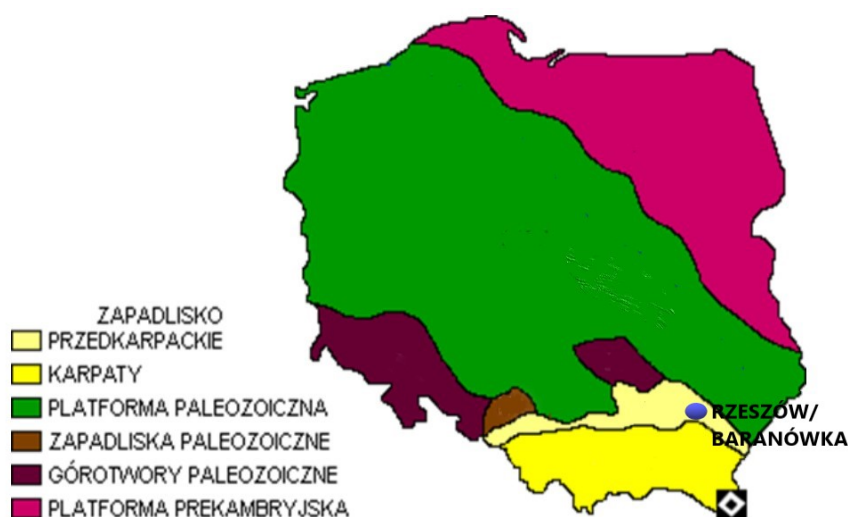 ZAPADLISKO
PRZEDKARPACKIE
KARPATY
PLATFORMA PALEOZOICZNA
ZAPADLISKA PALEOZOICZNE
GÓROTWORY PALEOZOICZNE
PLATFORMA PREKAMBRYJSKA
RZESZÓW/
BARANÓWKA